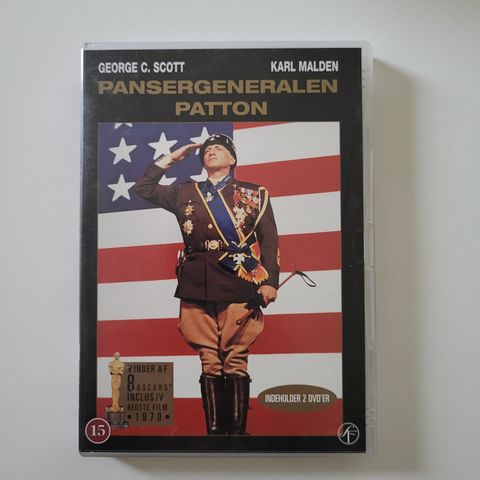 GEORGE C. SCOTT
KARL MALDEN
PANSERGENERALEN
PATTON
VINDER AF
8 OSCARS
INCLUSIV
BEDSTE FILM
• 1970 •
INDEHOLDER 2 DVD'ER
15
SF